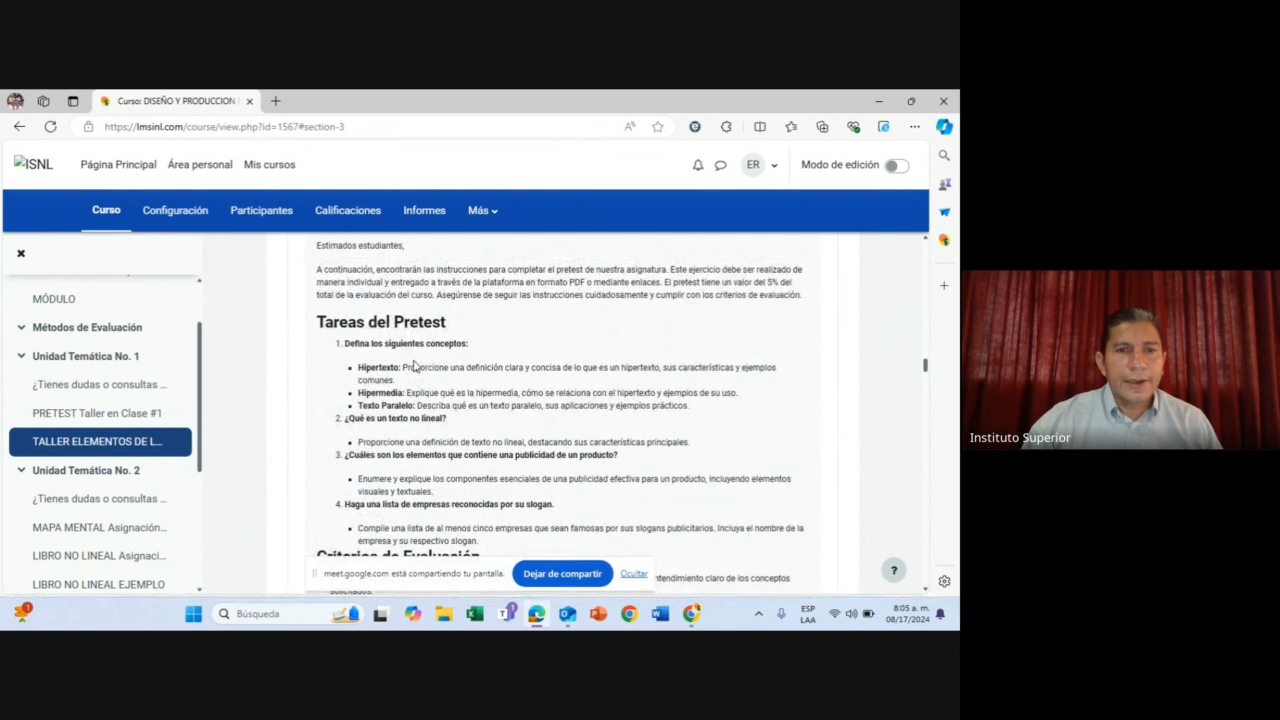 Curso: DISEÑO Y PRODUCCION
https://lmsinl.com/course/view.php?id=1567#section-3
ISNL
Página Principal
Área personal
Mis cursos
ER
Modo de edición
Curso
Configuración
Participantes
Calificaciones
Informes
Más
MÓDULO
Métodos de Evaluación
Unidad Temática No. 1
¿Tienes dudas o consultas ...
PRETEST Taller en Clase #1
TALLER ELEMENTOS DE L...
Unidad Temática No. 2
¿Tienes dudas o consultas ...
MAPA MENTAL Asignación...
LIBRO NO LINEAL Asignaci...
LIBRO NO LINEAL EJEMPLO
Estimados estudiantes,
A continuación, encontrarán las instrucciones para completar el pretest de nuestra asignatura. Este ejercicio debe ser realizado de
manera individual y entregado a través de la plataforma en formato PDF o mediante enlaces. El pretest tiene un valor del 5% del
total de la evaluación del curso. Asegúrense de seguir las instrucciones cuidadosamente y cumplir con los criterios de evaluación.
Tareas del Pretest
1. Defina los siguientes conceptos:
Hipertexto: Proporcione una definición clara y concisa de lo que es un hipertexto, sus características y ejemplos
comunes.
Hipermedia: Explique qué es la hipermedia, cómo se relaciona con el hipertexto y ejemplos de su uso.
Texto Paralelo: Describa qué es un texto paralelo, sus aplicaciones y ejemplos prácticos.
2. ¿Qué es un texto no lineal?
Proporcione una definición de texto no lineal, destacando sus características principales.
3. ¿Cuáles son los elementos que contiene una publicidad de un producto?
Enumere y explique los componentes esenciales de una publicidad efectiva para un producto, incluyendo elementos
visuales y textuales.
4. Haga una lista de empresas reconocidas por su slogan.
Compile una lista de al menos cinco empresas que sean famosas por sus slogans publicitarios. Incluya el nombre de la
empresa y su respectivo slogan.
Criterios de Evaluación
ntendimiento claro de los conceptos
solicitados.
meet.google.com está compartiendo tu pantalla.
Dejar de compartir
Ocultar
?
Búsqueda
ESP
LAA
8:05 a. m.
08/17/2024
Instituto Superior